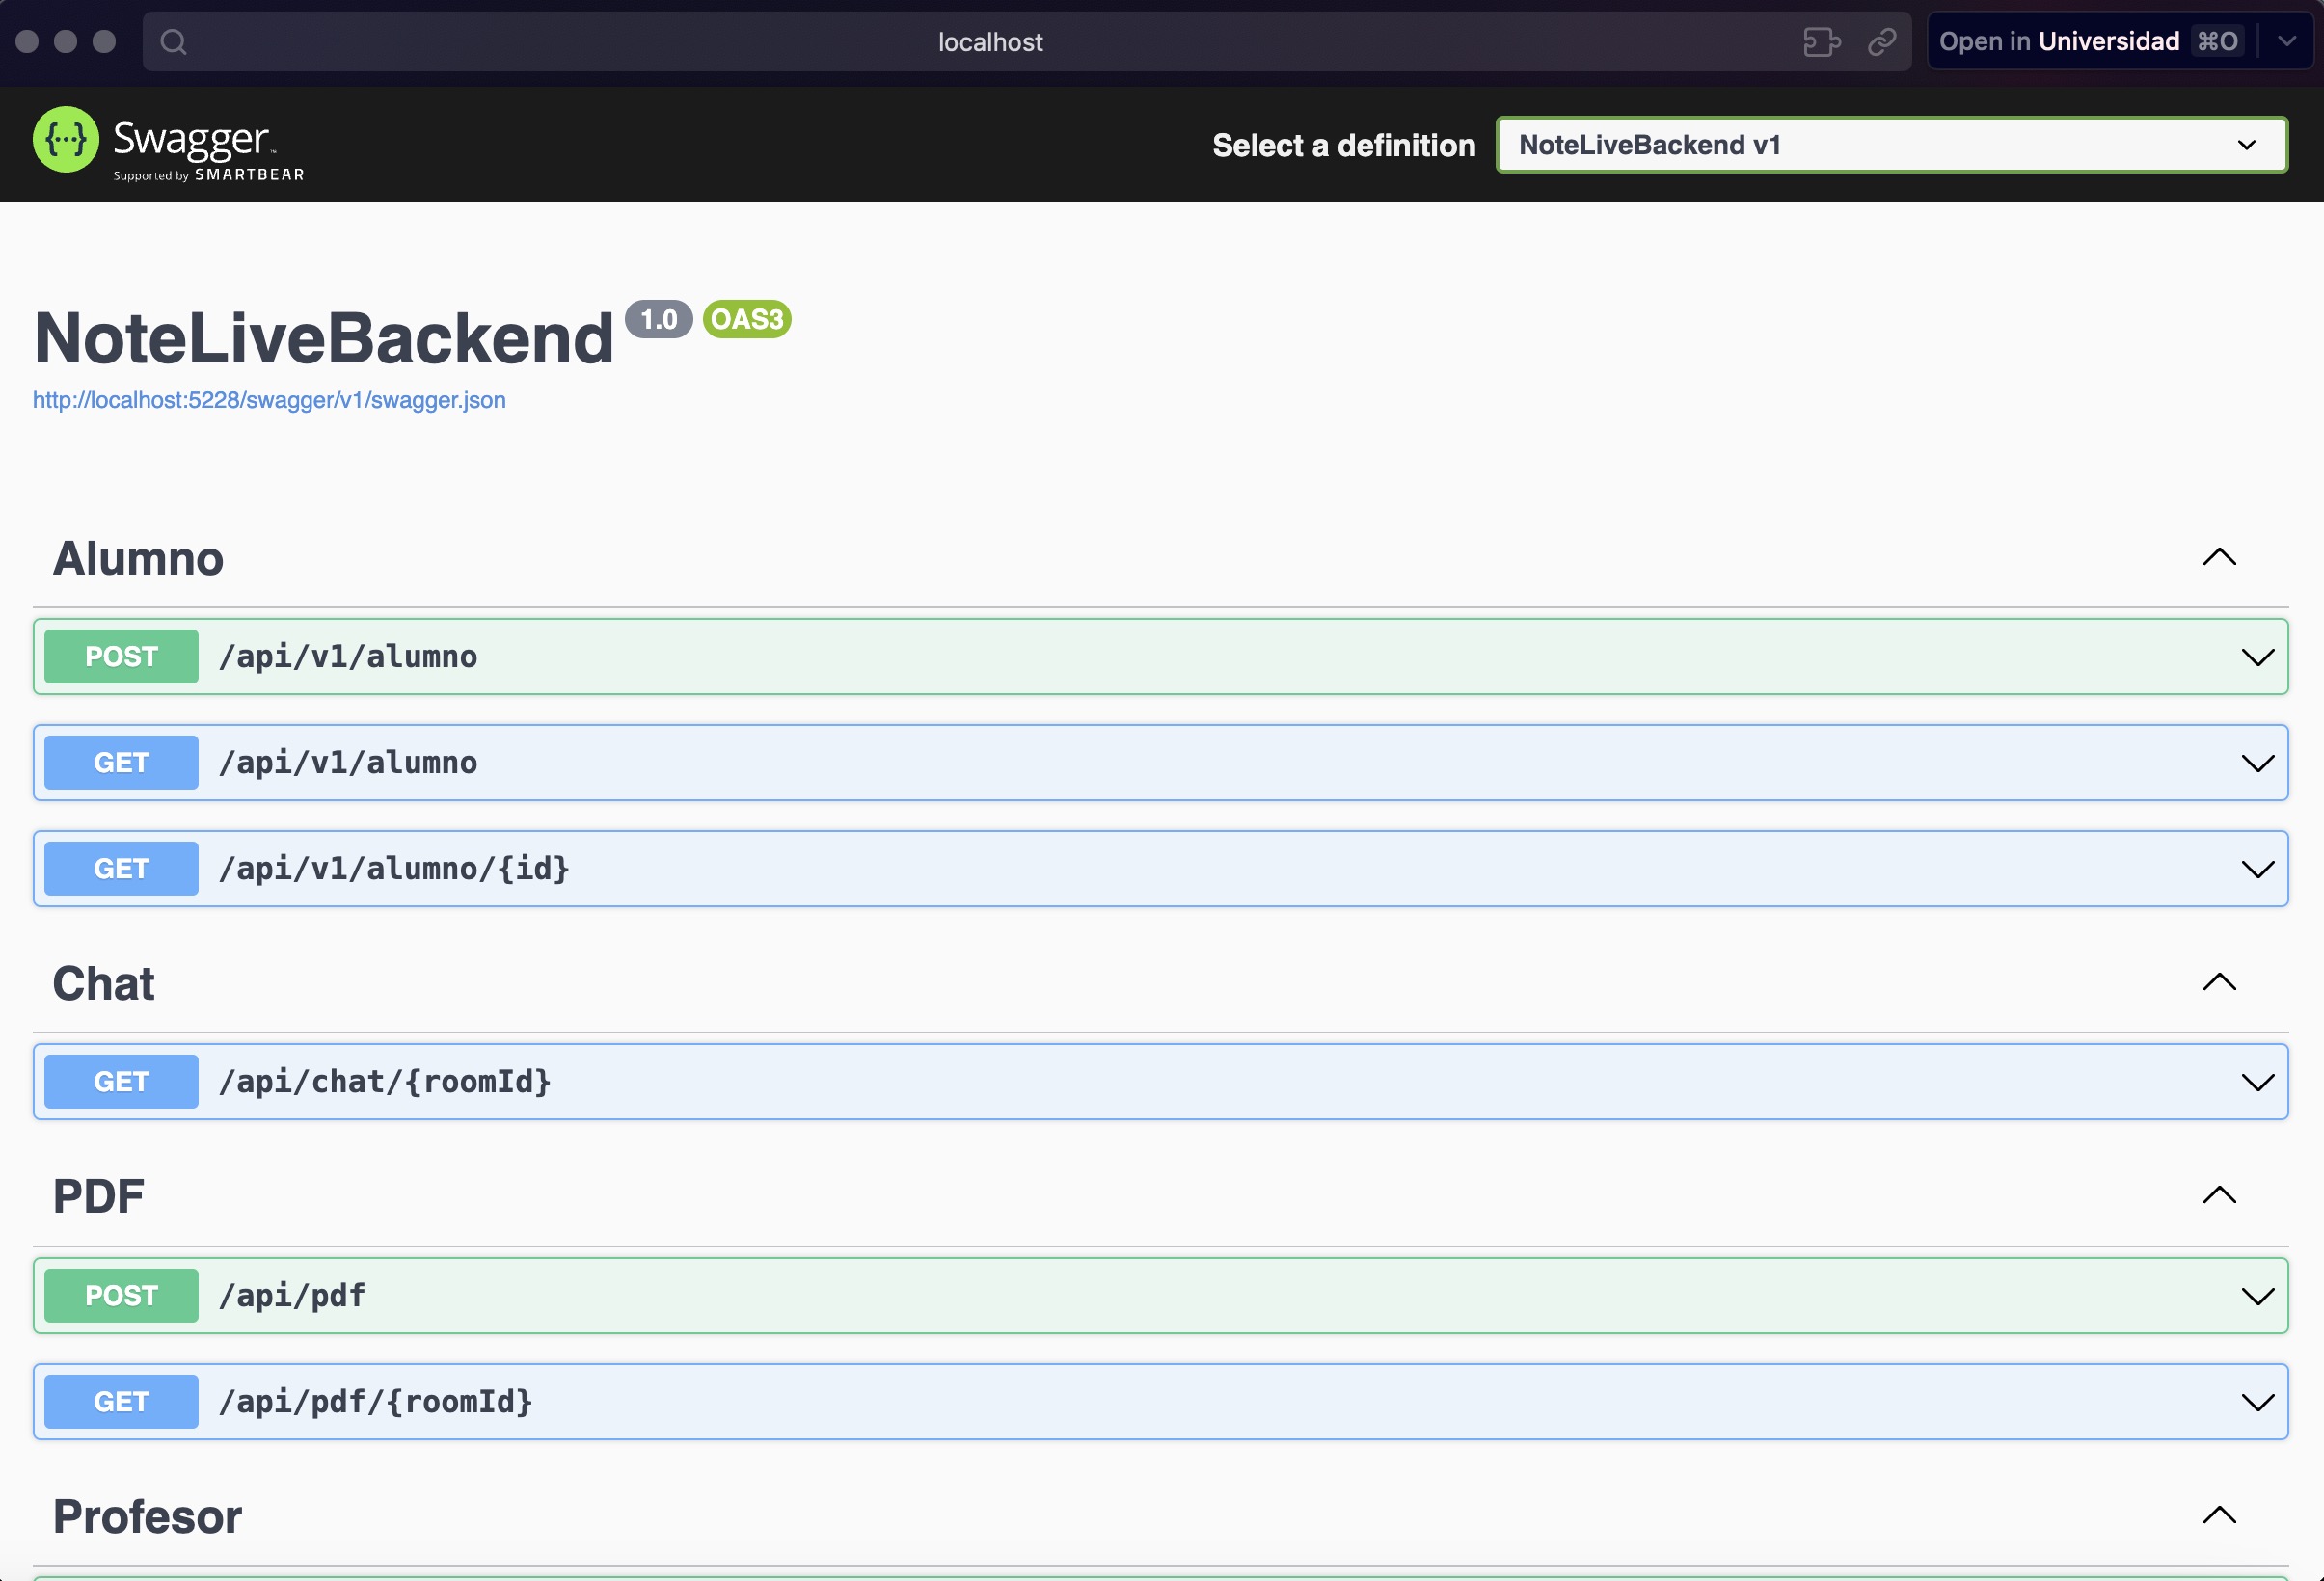 localhost
Open in Universidad ⌘O
{···} Swagger™
Supported by SMARTBEAR
Select a definition
NoteLiveBackend v1
NoteLiveBackend 1.0 OAS3
http://localhost:5228/swagger/v1/swagger.json
Alumno
POST /api/v1/alumno
GET /api/v1/alumno
GET /api/v1/alumno/{id}
Chat
GET /api/chat/{roomId}
PDF
POST /api/pdf
GET /api/pdf/{roomId}
Profesor